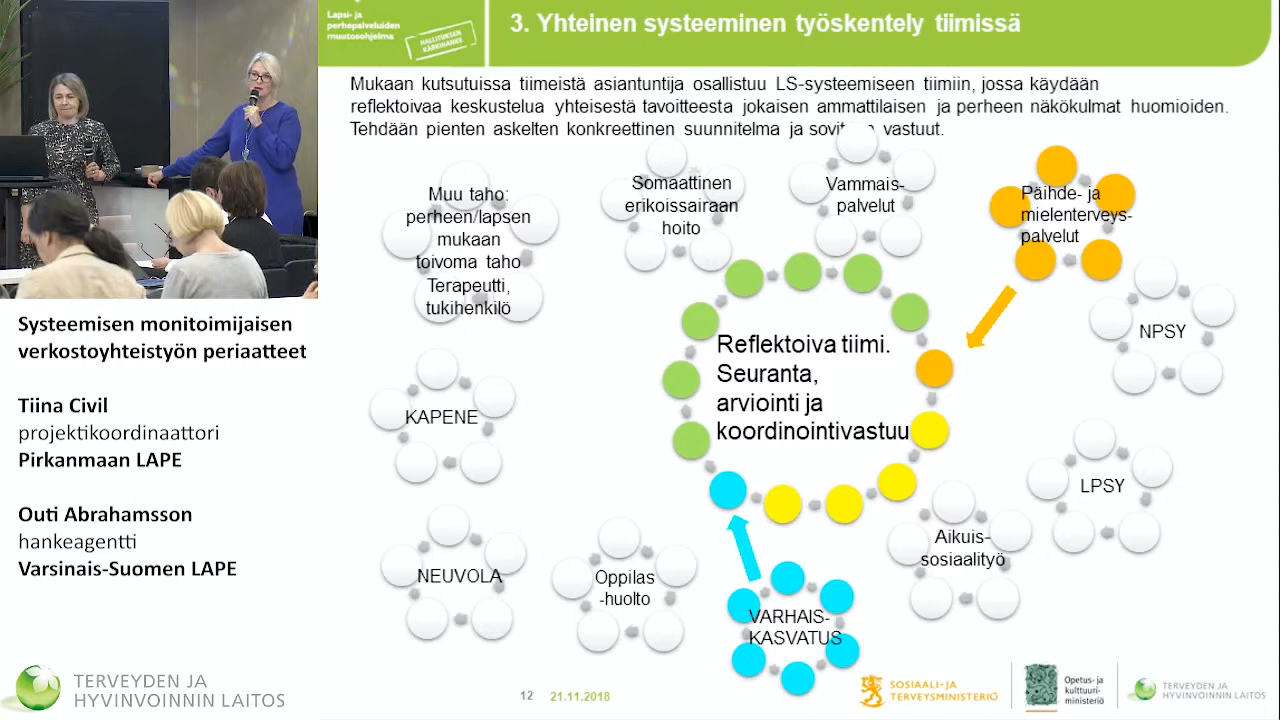 Lapsi- ja
perhepalveluiden
muutosohjelma
HALLITUKSEN
KÄRKIHANKE
3. Yhteinen systeeminen työskentely tiimissä
Mukaan kutsutuissa tiimeistä asiantuntija osallistuu LS-systeemiseen tiimiin, jossa käydään
reflektoivaa keskustelua yhteisestä tavoitteesta jokaisen ammattilaisen ja perheen näkökulmat huomioiden.
Tehdään pienten askelten konkreettinen suunnitelma ja vastuut.
Muu taho:
perheen/lapsen
mukaan
toivoma taho
Terapeutti,
tukihenkilö
Somaattinen
erikoissairaan
hoito
Vammais-
palvelut
Päihde- ja
mielenterveys-
palvelut
NPSY
Reflektoiva tiimi.
Seuranta,
arviointi ja
koordinointivastuu
KAPENE
LPSY
Aikuis-
sosiaalityö
NEUVOLA
Oppilas
-huolto
VARHAIS-
KASVATUS
Systeemisen monitoimijaisen
verkostoyhteistyön periaatteet
Tiina Civil
projektikoordinaattori
Pirkanmaan LAPE
Outi Abrahamsson
hankeagentti
Varsinais-Suomen LAPE
TERVEYDEN JA
HYVINVOINNIN LAITOS
12 21.11.2018
SOSIAALI- JA
TERVEYSMINISTERIÖ
Opetus- ja
kulttuuri-
ministeriö
TERVEYDEN JA
HYVINVOINNIN LAITOS